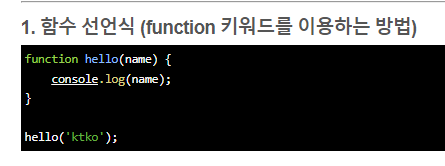 1. 함수 선언식 (function 키워드를 이용하는 방법)
function hello(name) {
    console.log(name);
}
hello('ktko');